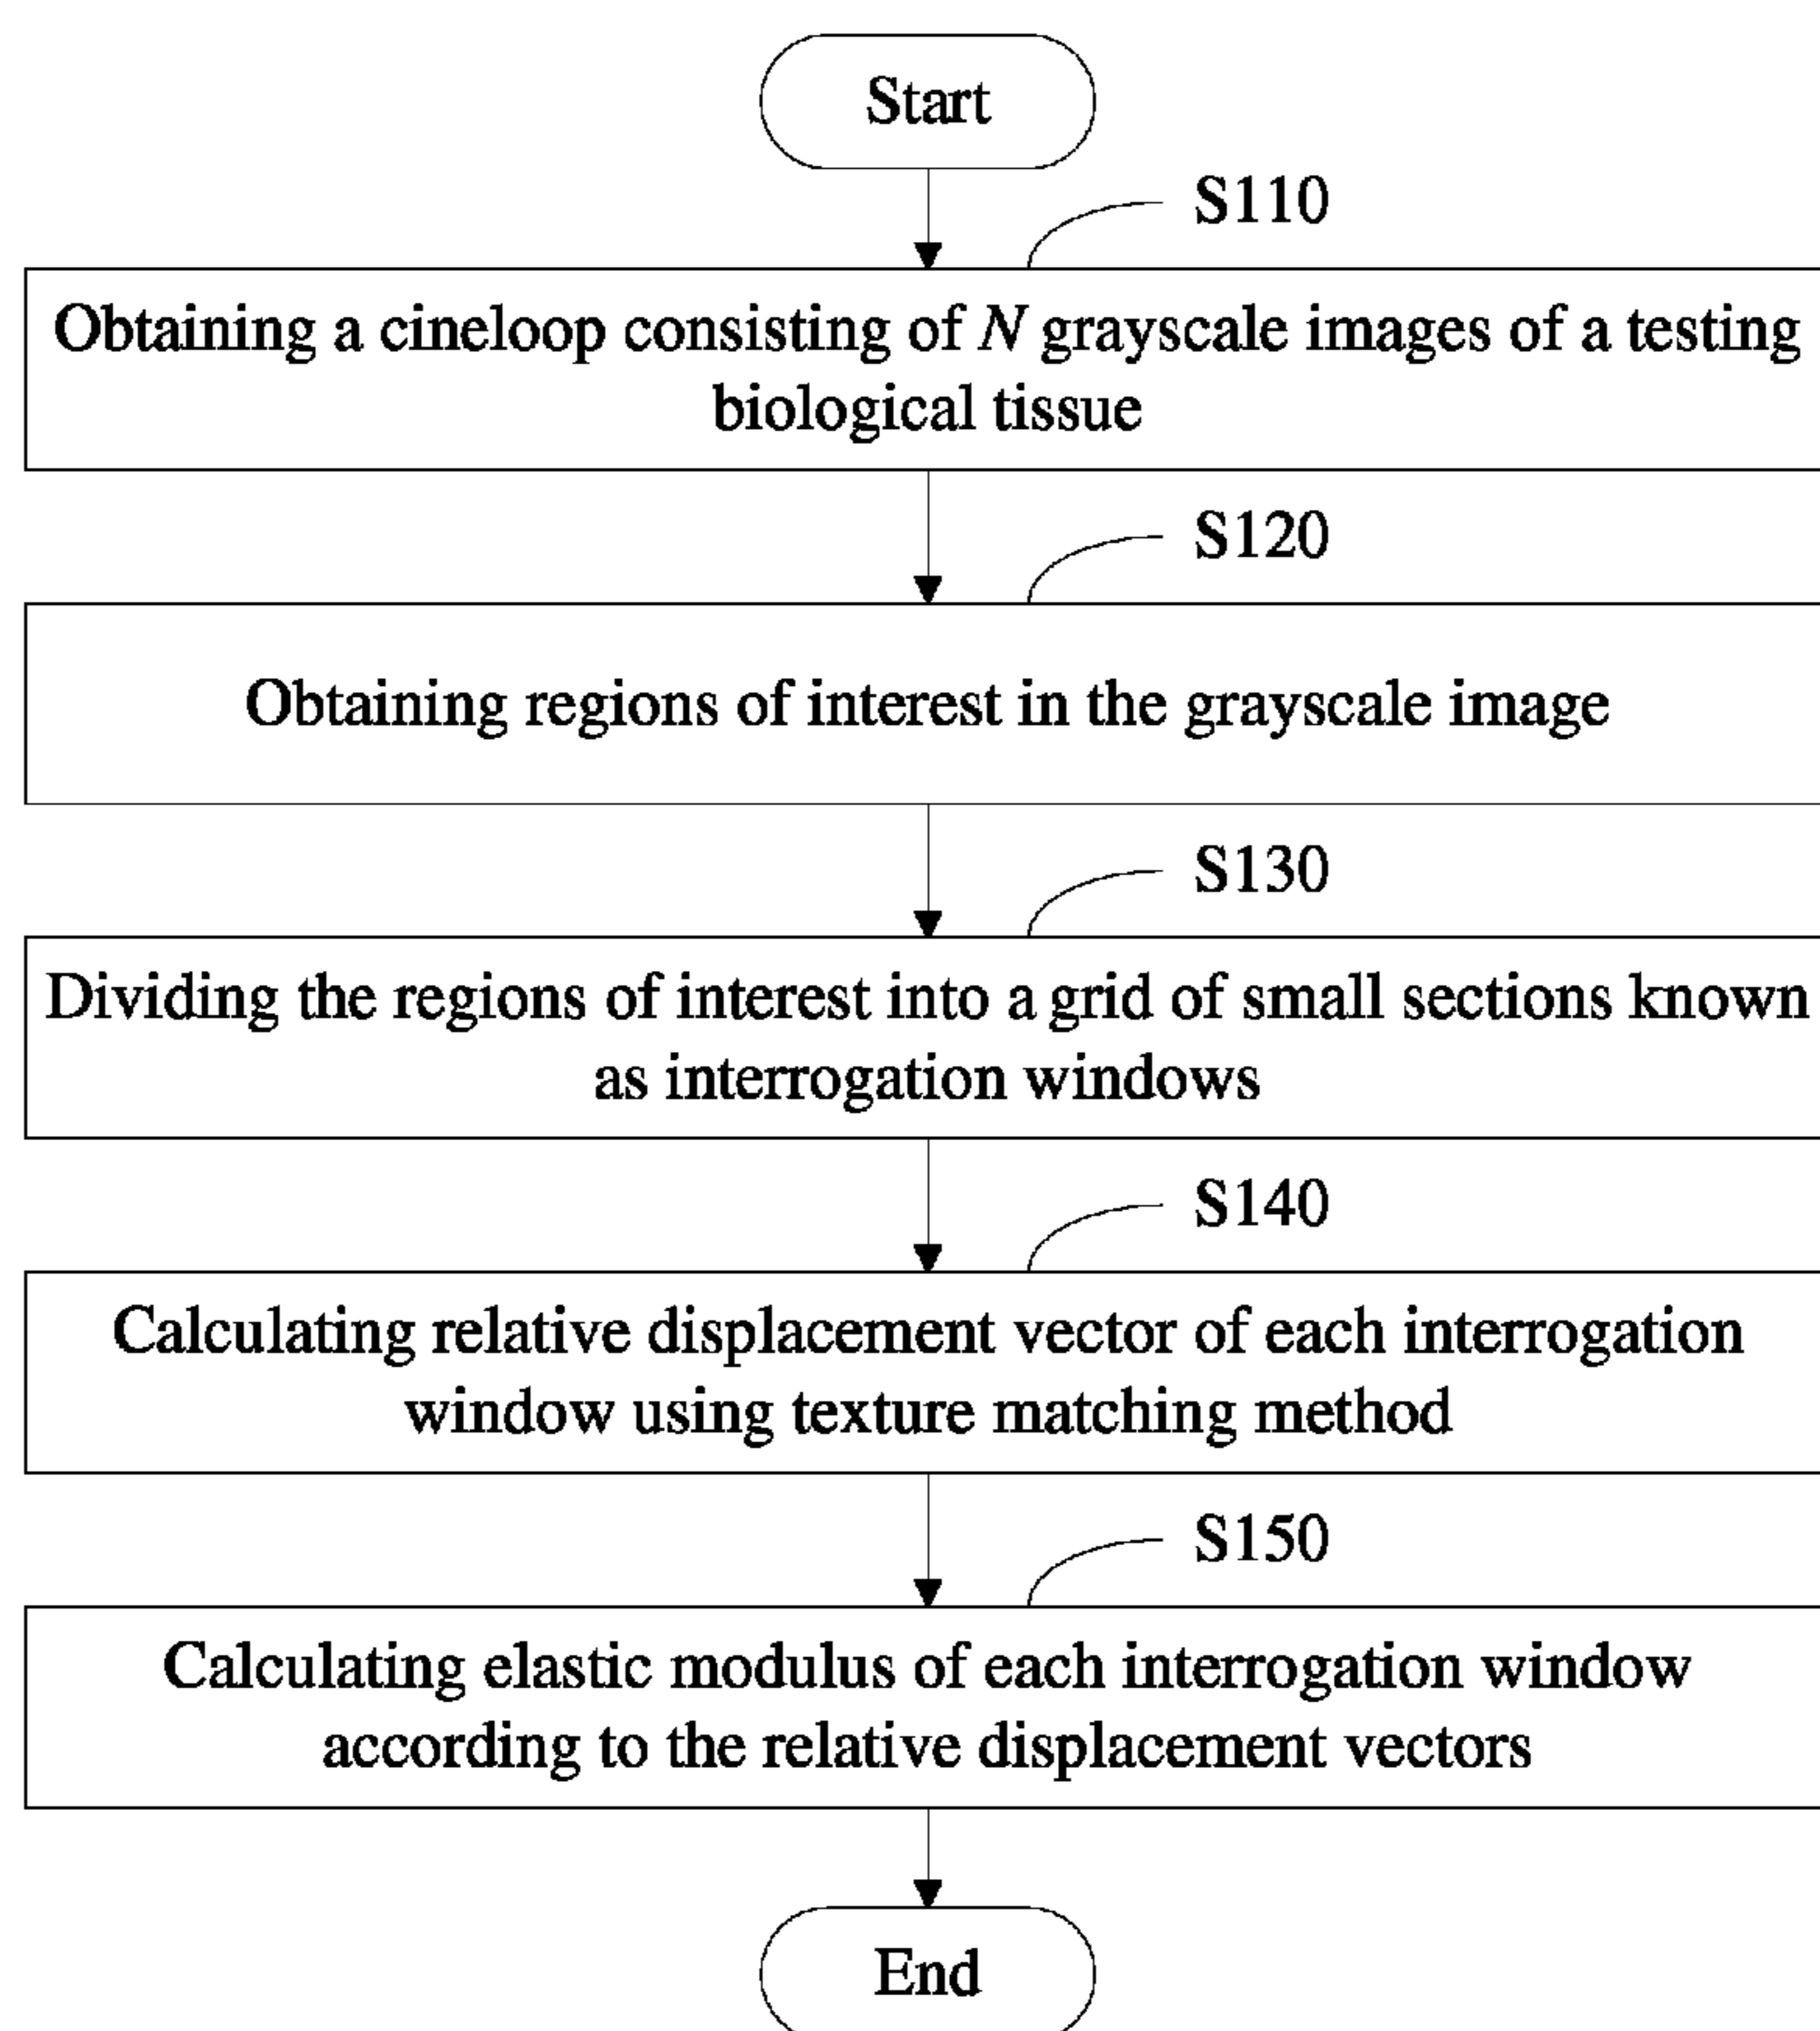 Start
S110
Obtaining a cineloop consisting of N grayscale images of a testing
biological tissue
S120
Obtaining regions of interest in the grayscale image
S130
Dividing the regions of interest into a grid of small sections known
as interrogation windows
S140
Calculating relative displacement vector of each interrogation
window using texture matching method
S150
Calculating elastic modulus of each interrogation window
according to the relative displacement vectors
End